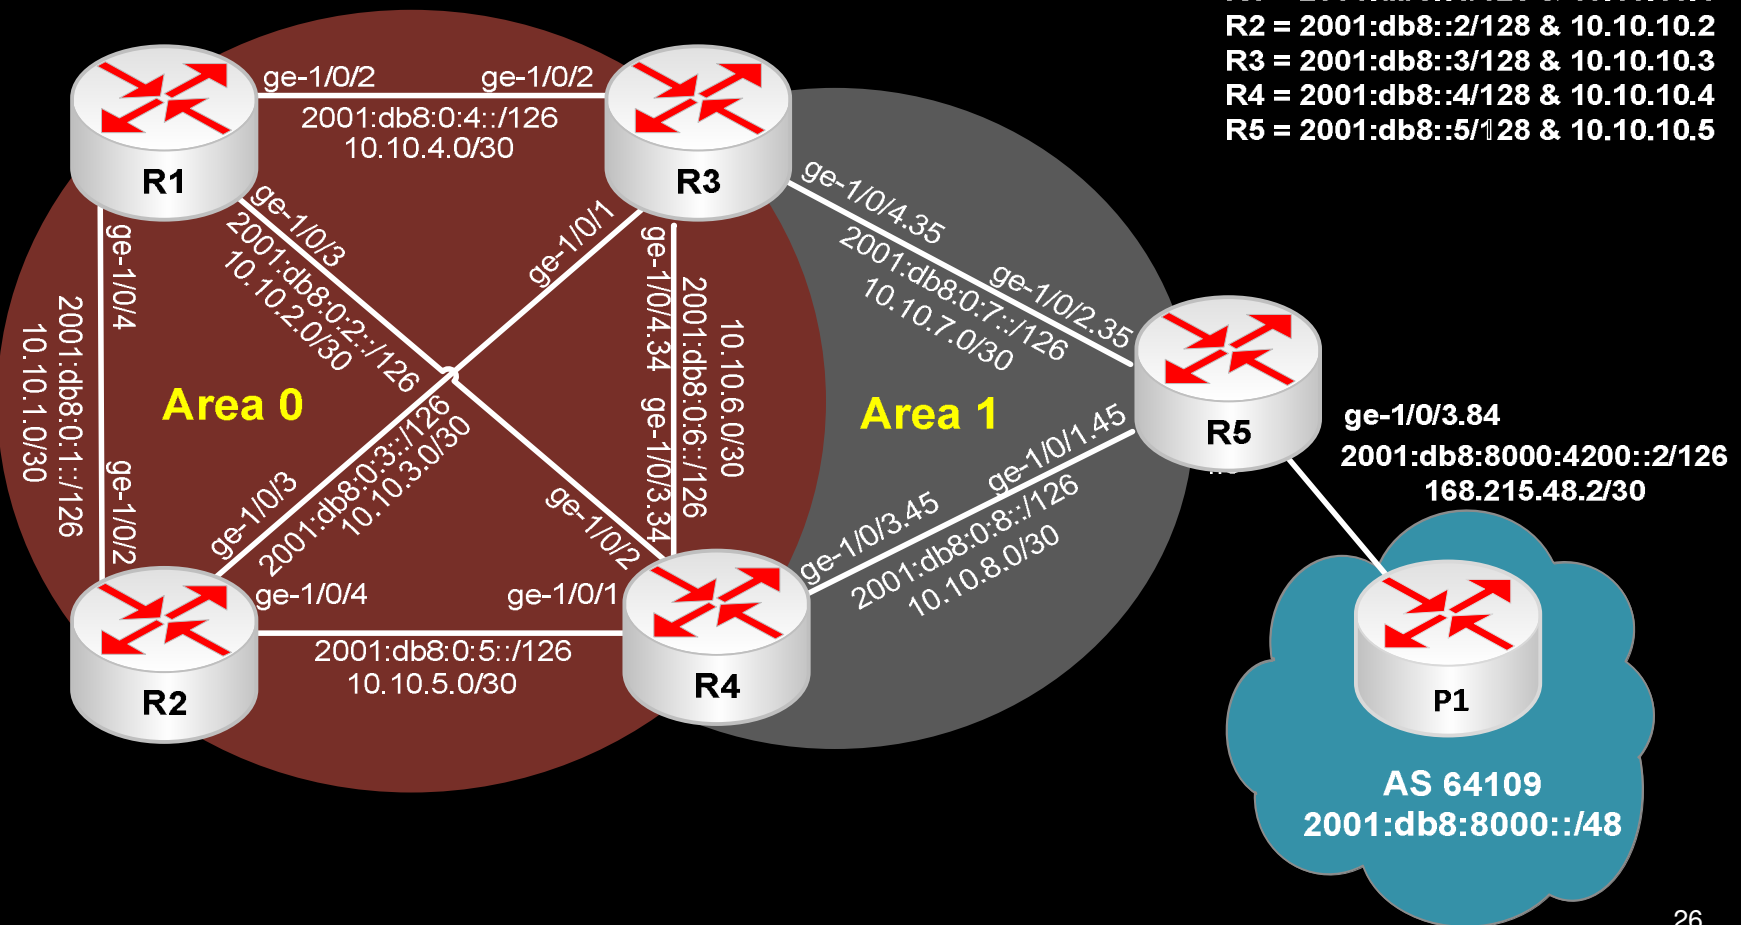 R2 = 2001:db8::2/128 & 10.10.10.2
R3 = 2001:db8::3/128 & 10.10.10.3
R4 = 2001:db8::4/128 & 10.10.10.4
R5 = 2001:db8::5/128 & 10.10.10.5
R1
ge-1/0/2
ge-1/0/2
2001:db8:0:4::/126
10.10.4.0/30
R3
ge-1/0/3
2001:db8:0:2::/126
10.10.2.0/30
ge-1/0/1
ge-1/0/4
2001:db8:0:1::/126
10.10.1.0/30
ge-1/0/2
Area 0
ge-1/0/4.34
2001:db8:0:6::/126
10.10.6.0/30
ge-1/0/3.34
ge-1/0/4.35
2001:db8:0:7::/126
10.10.7.0/30
ge-1/0/2.35
Area 1
R5
ge-1/0/3.84
2001:db8:8000:4200::2/126
168.215.48.2/30
ge-1/0/1.45
ge-1/0/3.45
2001:db8:0:8::/126
10.10.8.0/30
ge-1/0/3
2001:db8:0:3::/126
10.10.3.0/30
ge-1/0/2
R2
ge-1/0/4
ge-1/0/1
2001:db8:0:5::/126
10.10.5.0/30
R4
P1
AS 64109
2001:db8:8000::/48
26